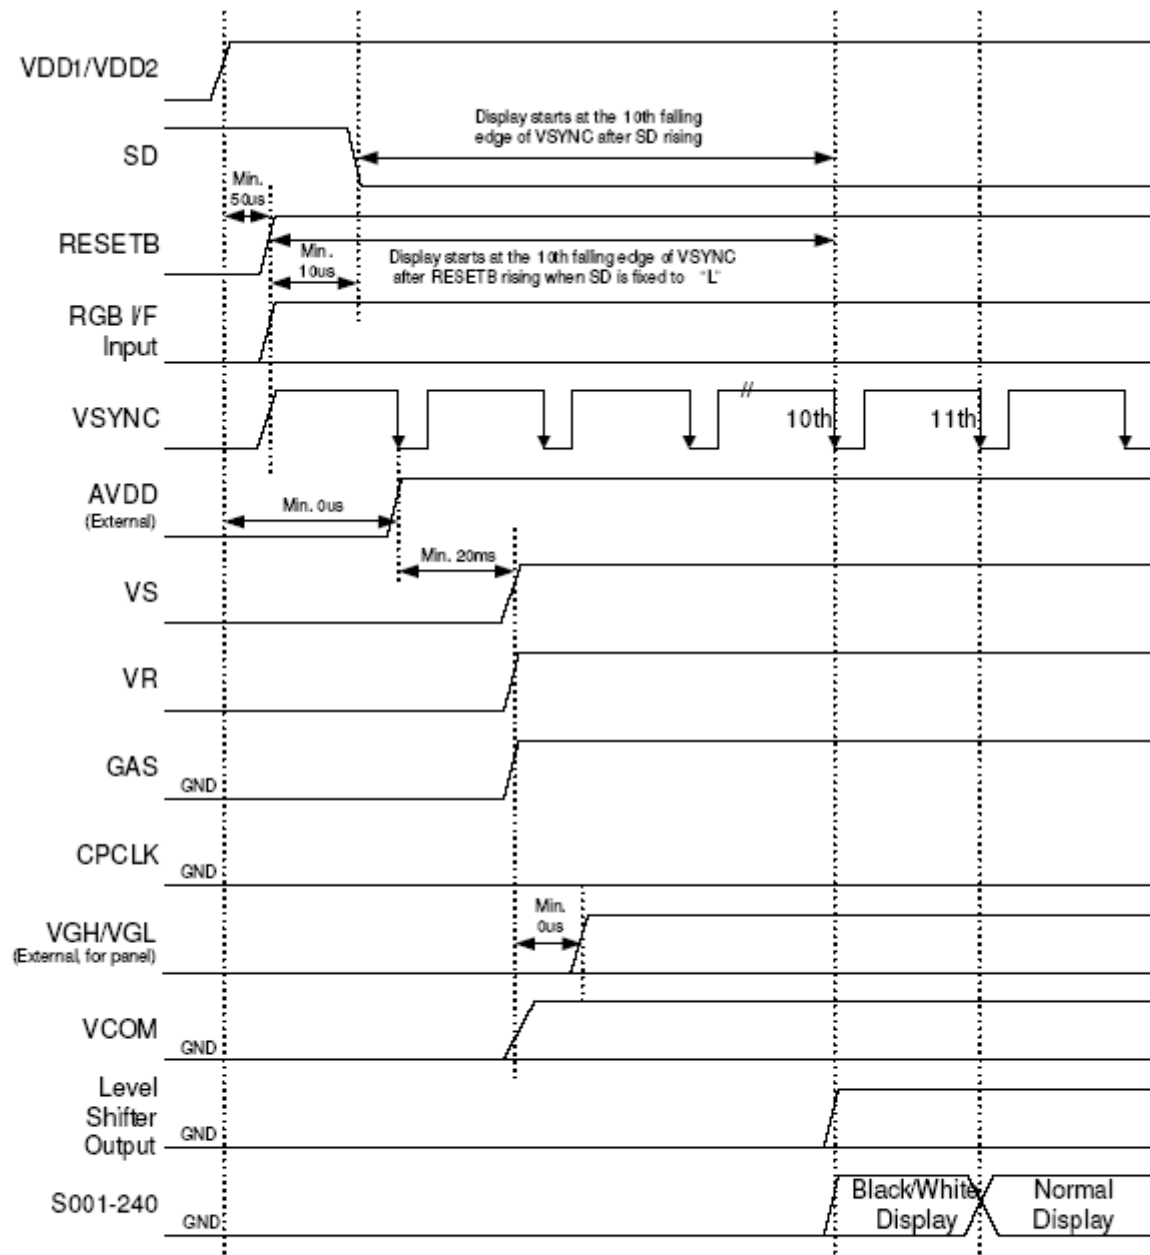 VDD1/VDD2
Display starts at the 10th falling
edge of VSYNC after SD rising
SD
Min.
50us
RESETB
Min.
10us
Display starts at the 10th falling edge of VSYNC
after RESETB rising when SD is fixed to "L"
RGB I/F
Input
VSYNC
//
10th
11th
AVDD
(External)
Min. 0us
Min. 20ms
VS
VR
GAS
GND
CPCLK
GND
VGH/VGL
(External, for panel)
Min.
0us
VCOM
GND
Level
Shifter
Output
GND
S001-240
GND
Black/White
Display
Normal
Display